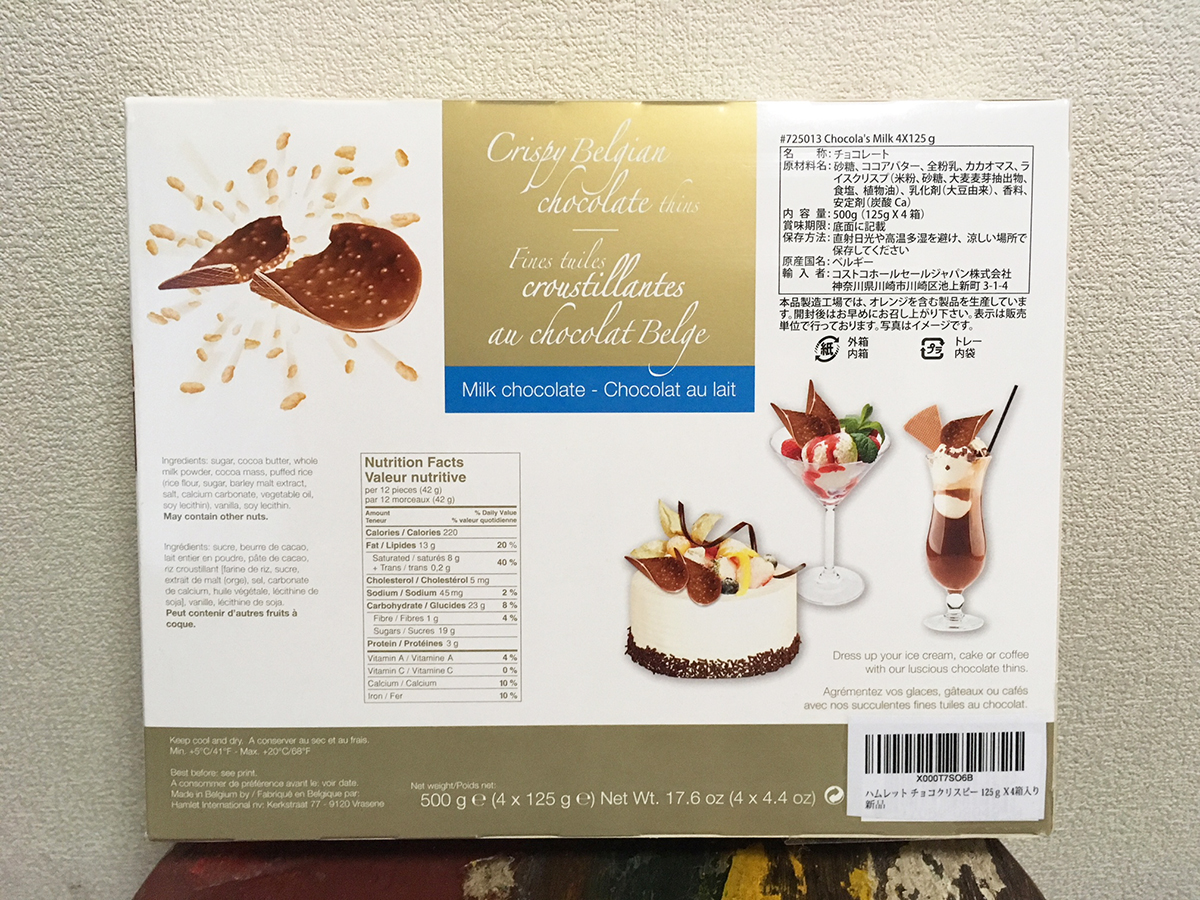 Crispy Belgian
chocolate thins
Fines tuiles
croustillantes
au chocolat Belge
Milk chocolate - Chocolat au lait
#725013 Chocola's Milk 4X125 g
名 称:チョコレート
原材料名:砂糖、ココアバター、全粉乳、カカオマス、ラ
イスクリスプ(米粉、砂糖、大麦麦芽抽出物、
食塩、植物油)、乳化剤(大豆由来)、香料、
安定剤(炭酸 Ca)
内 容 量:500g (125g X 4 箱)
賞味期限:底面に記載
保存方法:直射日光や高温多湿を避け、涼しい場所で
保存してください
原産国名:ベルギー
輸 入 者:コストコホールセールジャパン株式会社
神奈川県川崎市川崎区池上新町 3-1-4
本品製造工場では、オレンジを含む製品を生産していま
す。開封後はお早めにお召し上がり下さい。表示は販売
単位で行っております。写真はイメージです。
紙 外箱
内箱
プラ トレー
内袋
Ingredients: sugar, cocoa butter, whole
milk powder, cocoa mass, puffed rice
(rice flour, sugar, barley malt extract,
salt, calcium carbonate, vegetable oil,
soy lecithin), vanilla, soy lecithin.
May contain other nuts.
Ingrédients: sucre, beurre de cacao,
lait entier en poudre, pâte de cacao,
riz croustillant [farine de riz, sucre,
extrait de malt (orge), sel, carbonate
de calcium, huile végétale, lécithine de
soja], vanille, lécithine de soja.
Peut contenir d'autres fruits à
coque.
Nutrition Facts
Valeur nutritive
per 12 pieces (42 g)
par 12 morceaux (42 g)
Amount % Daily Value
Teneur % valeur quotidienne
Calories / Calories 220
Fat / Lipides 13 g 20 %
Saturated / saturés 8 g
+ Trans / trans 0,2 g 40 %
Cholesterol / Cholestérol 5 mg
Sodium / Sodium 45 mg 2 %
Carbohydrate / Glucides 23 g 8 %
Fibre / Fibres 1 g 4 %
Sugars / Sucres 19 g
Protein / Protéines 3 g
Vitamin A / Vitamine A 4 %
Vitamin C / Vitamine C 0 %
Calcium / Calcium 10 %
Iron / Fer 10 %
Dress up your ice cream, cake or coffee
with our luscious chocolate thins.
Agrémentez vos glaces, gâteaux ou cafés
avec nos succulentes fines tuiles au chocolat.
Keep cool and dry. A conserver au sec et au frais.
Min. +5°C/41°F - Max. +20°C/68°F
Best before: see print.
A consommer de préférence avant le: voir date.
Made in Belgium by / Fabriqué en Belgique par:
Hamlet International nv: Kerkstraat 77 - 9120 Vrasene
Net weight/Poids net:
500 g ℮ (4 x 125 g ℮) Net Wt. 17.6 oz (4 x 4.4 oz)
X000T7SO6B
ハムレット チョコクリスピー 125 g X 4箱入り
新品